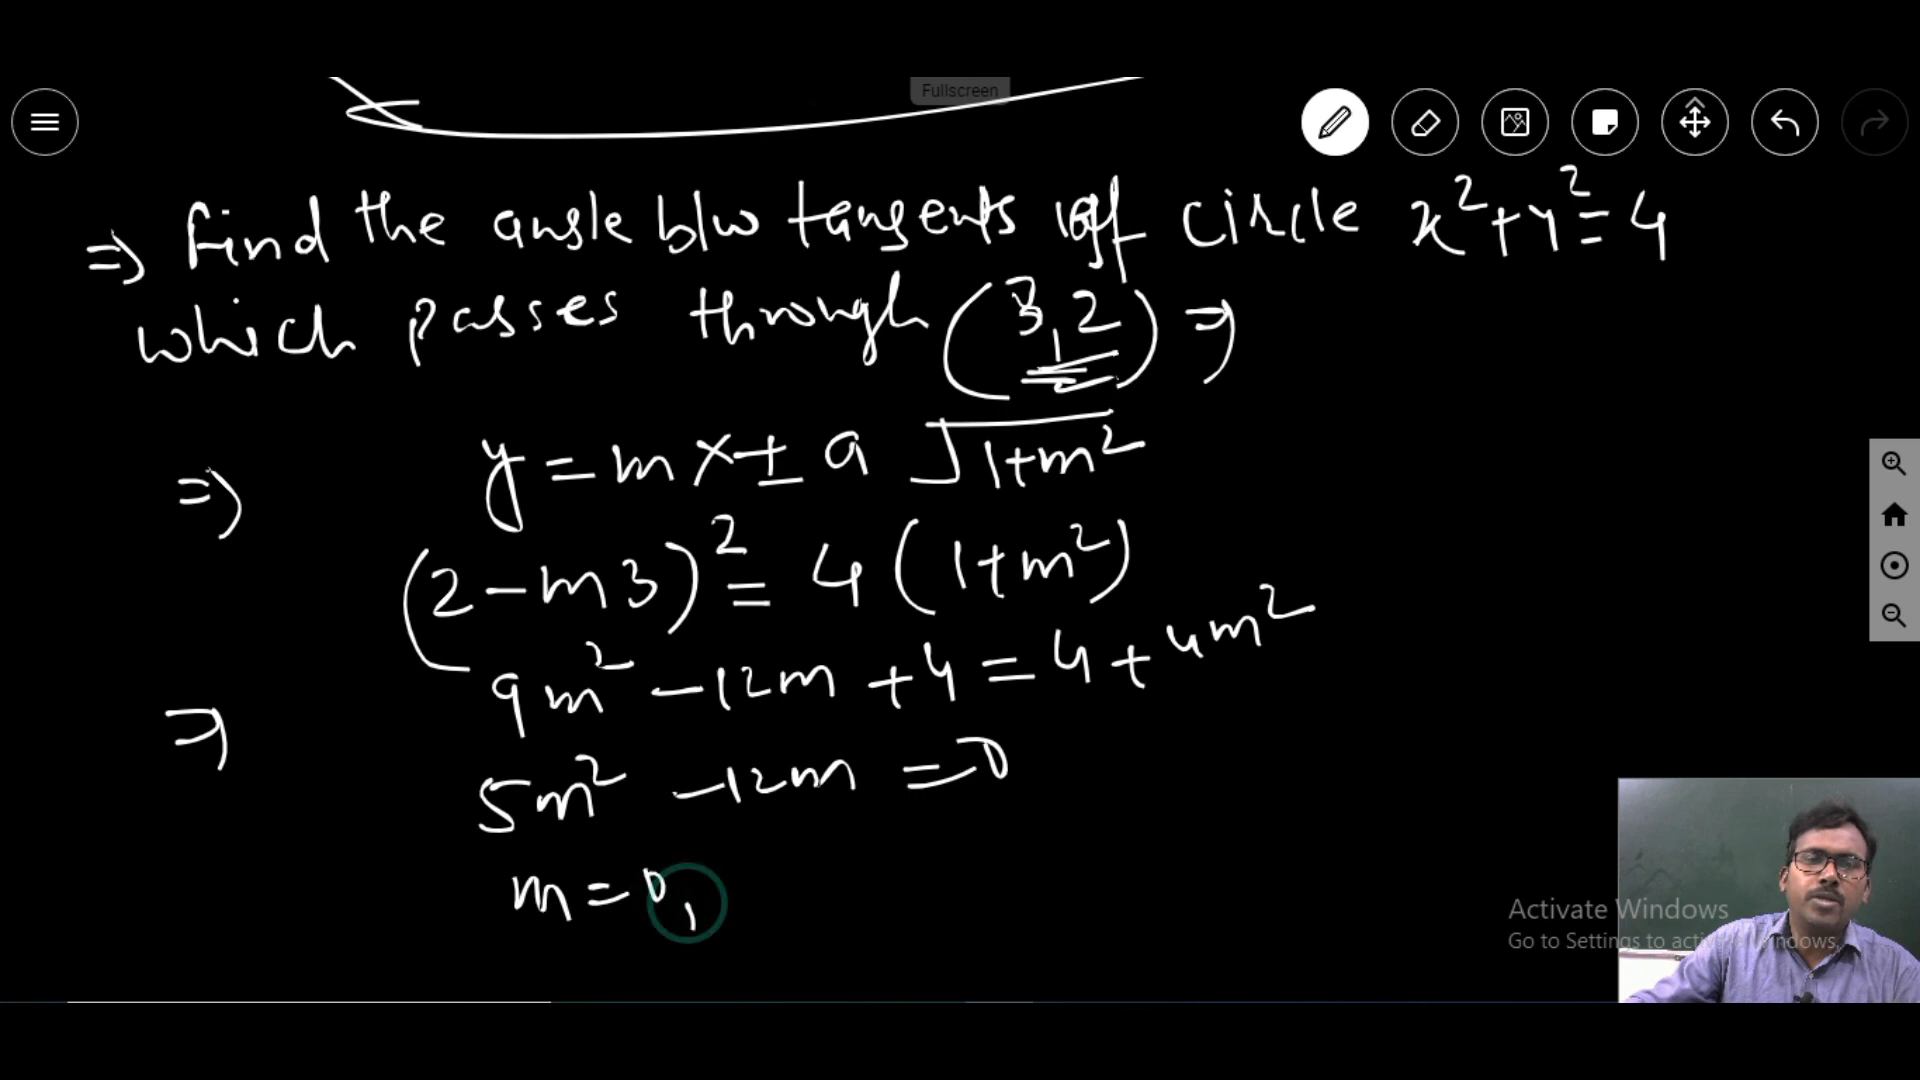 Fullscreen
⇒ Find the angle b/w tangents of circle x²+y²=4
which passes through (3,2) ⇒
⇒ y = mx ± a √1+m²
(2-m3)² = 4(1+m²)
⇒ 9m² - 12m + 4 = 4 + 4m²
5m² - 12m = 0
m = 0,
Activate Windows
Go to Settings to activate Windows.